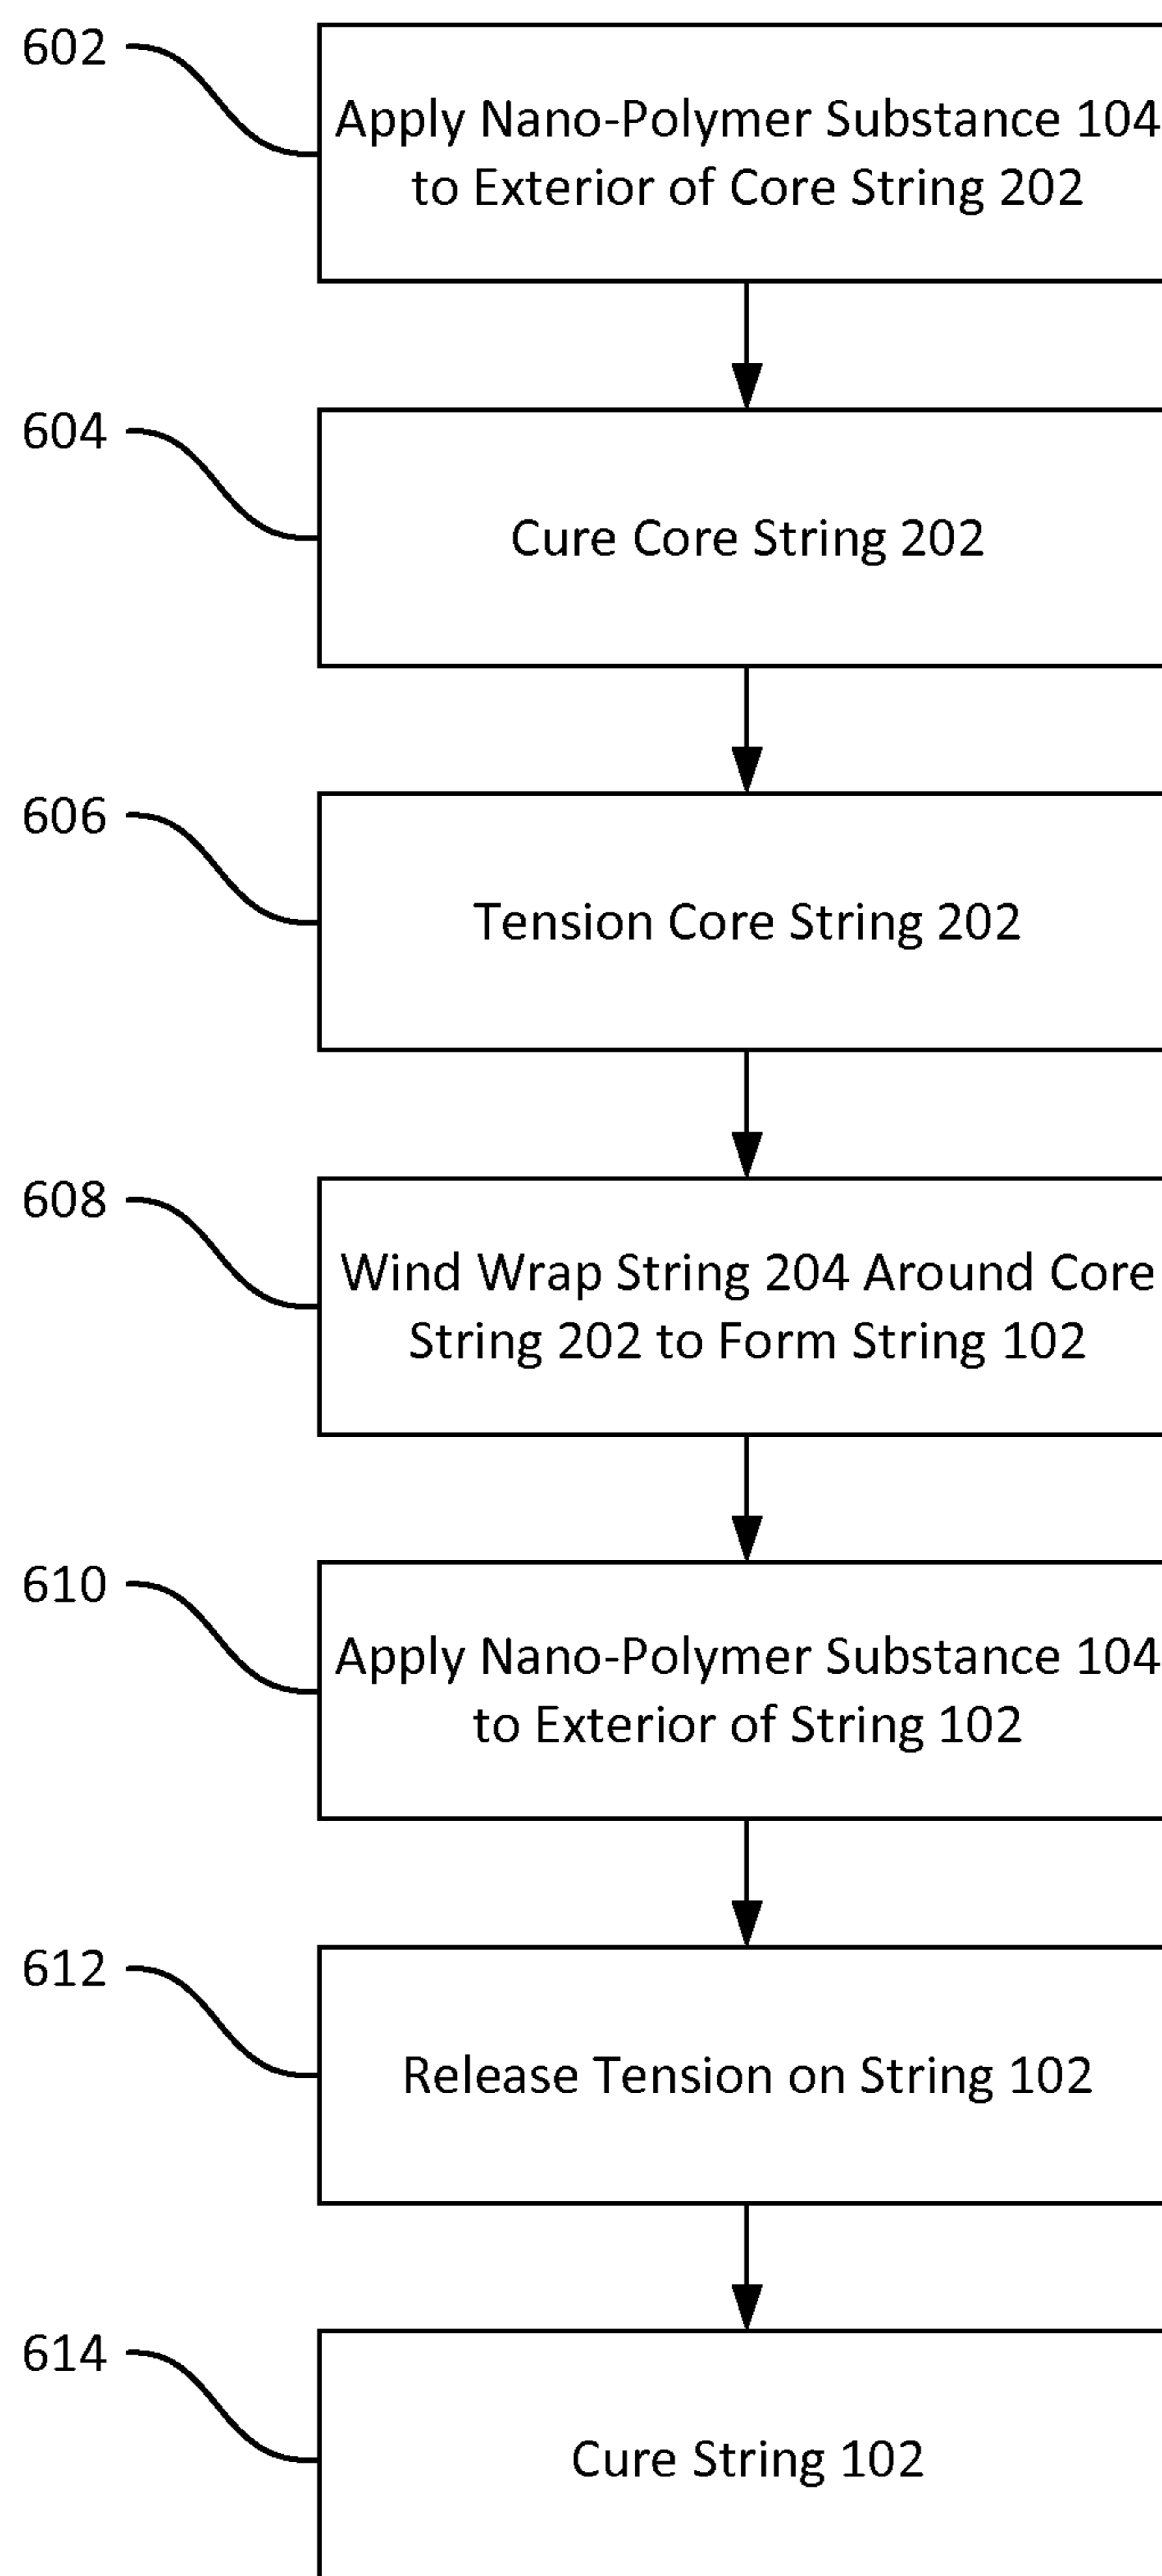 602
Apply Nano-Polymer Substance 104
to Exterior of Core String 202
604
Cure Core String 202
606
Tension Core String 202
608
Wind Wrap String 204 Around Core
String 202 to Form String 102
610
Apply Nano-Polymer Substance 104
to Exterior of String 102
612
Release Tension on String 102
614
Cure String 102